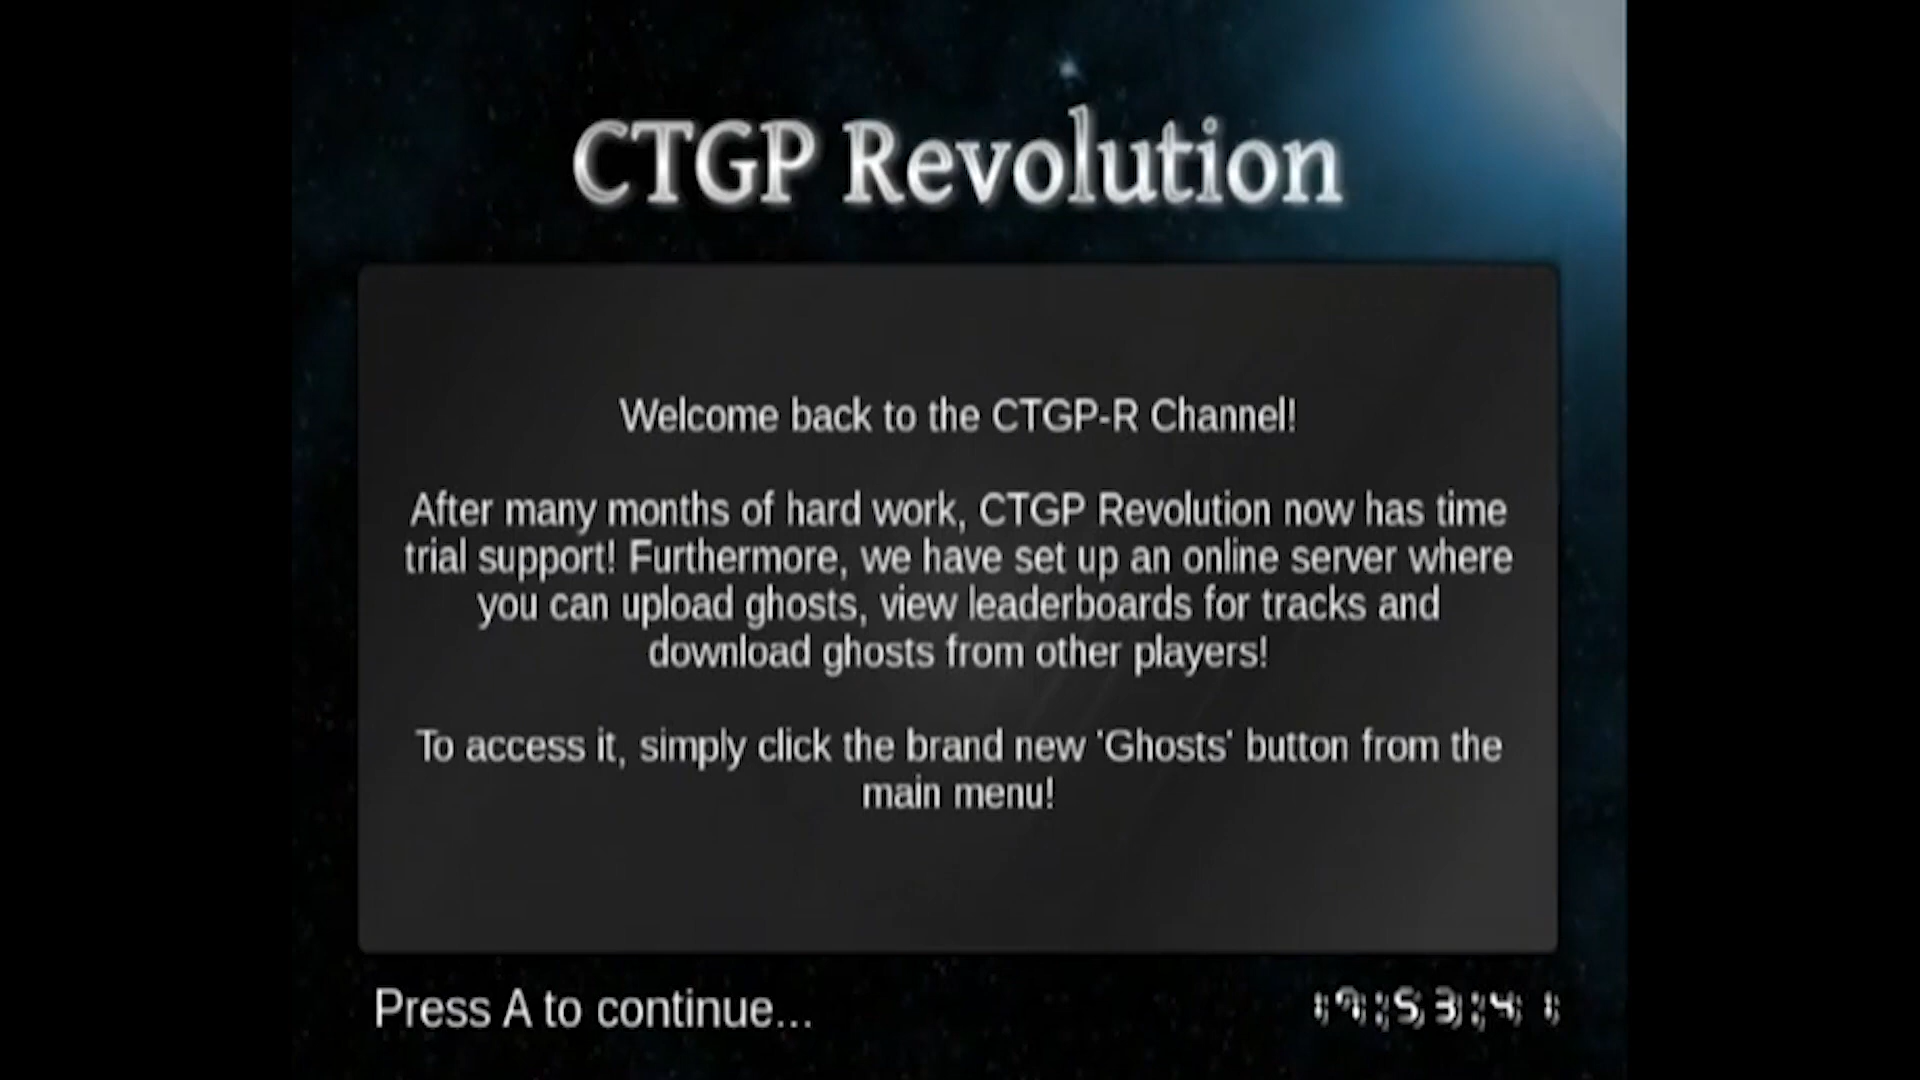 CTGP Revolution
Welcome back to the CTGP-R Channel!
After many months of hard work, CTGP Revolution now has time
trial support! Furthermore, we have set up an online server where
you can upload ghosts, view leaderboards for tracks and
download ghosts from other players!
To access it, simply click the brand new 'Ghosts' button from the
main menu!
Press A to continue...